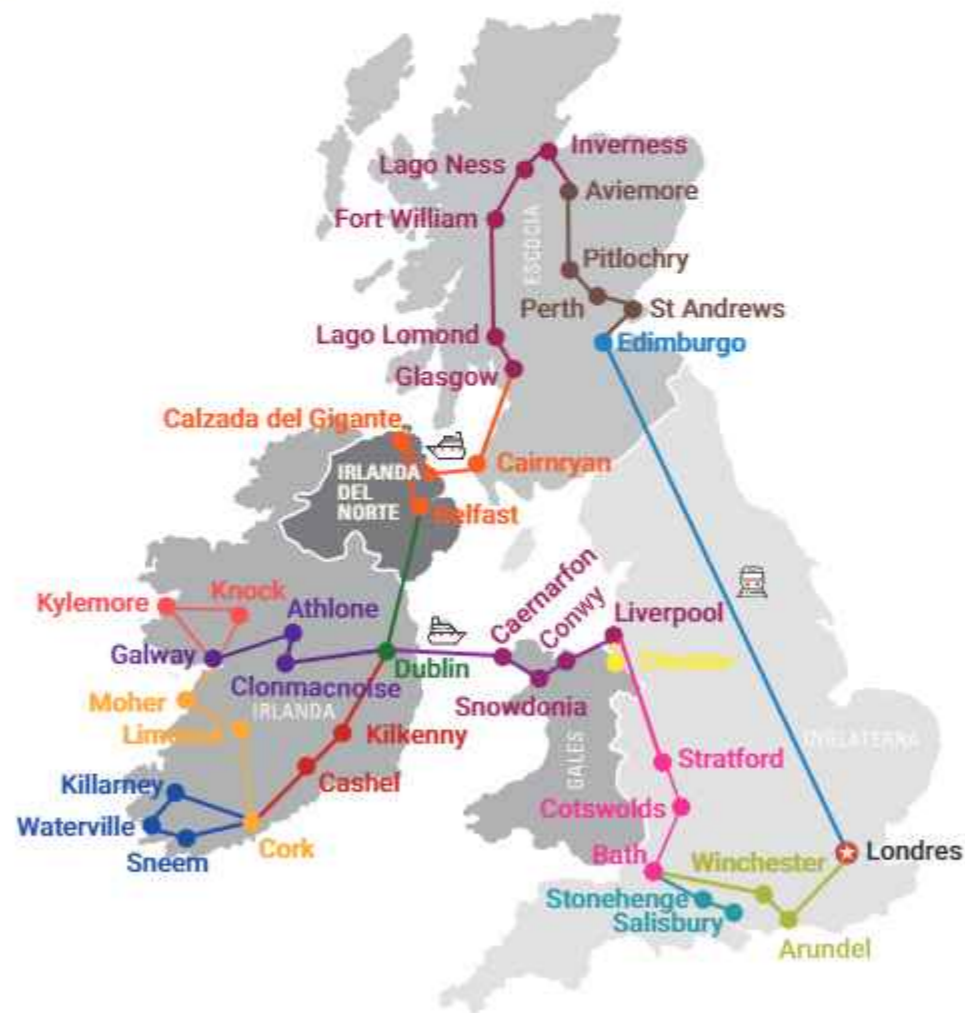 Inverness
Lago Ness
Aviemore
Fort William
ESCOCIA
Pitlochry
Perth
St Andrews
Lago Lomond
Edimburgo
Glasgow
Calzada del Gigante
Cairnryan
IRLANDA
DEL
NORTE
Belfast
Knock
Kylemore
Athlone
Caernarfon
Conwy
Liverpool
Galway
Dublin
Clonmacnoise
Snowdonia
Moher
IRLANDA
Kilkenny
INGLATERRA
GALES
Stratford
Cashel
Killarney
Cotswolds
Waterville
Sneem
Cork
Bath
Winchester
Londres
Stonehenge
Salisbury
Arundel